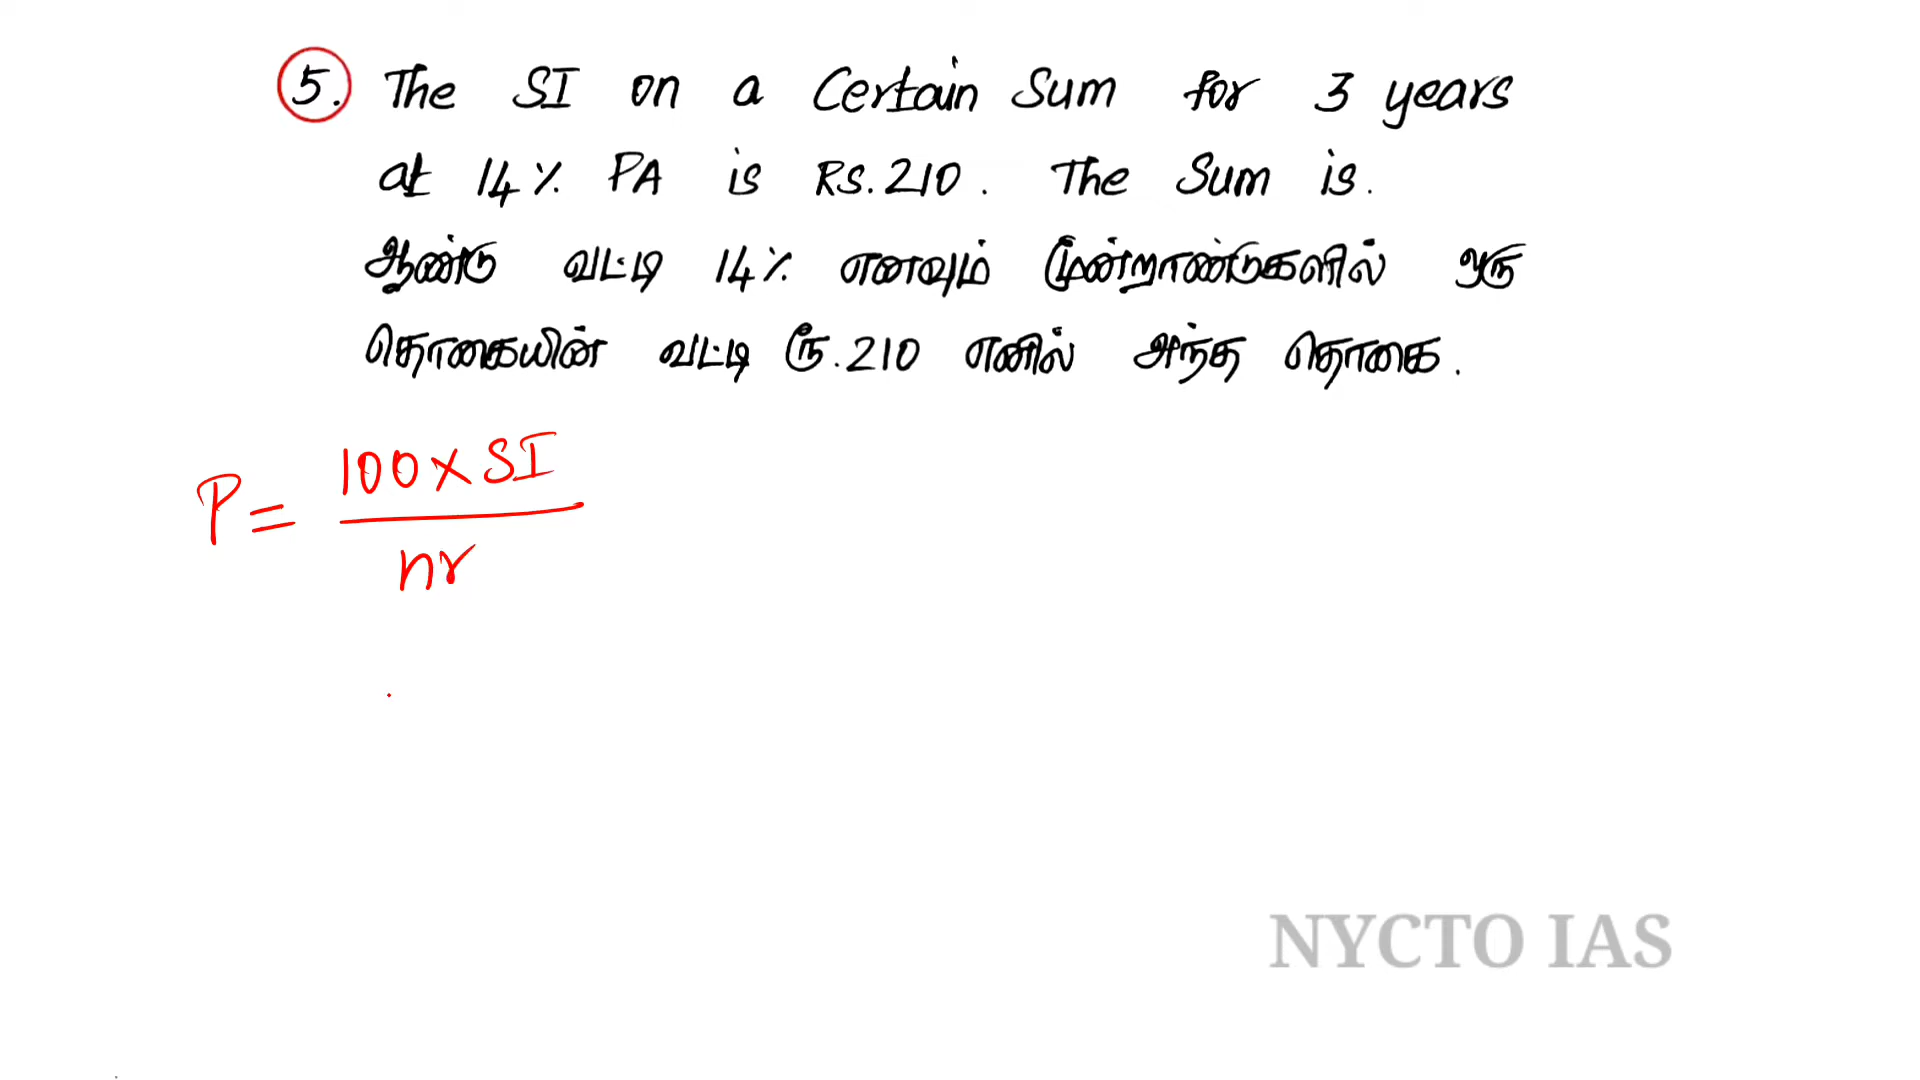 5. The SI on a Certain Sum for 3 years
at 14% PA is RS.210. The Sum is.
ஆண்டு வட்டி 14% எனவும் மூன்றாண்டுகளில் ஒரு
தொகையின் வட்டி ரூ.210 எனில் அந்த தொகை.
P = 100 × SI
nr
NYCTO IAS